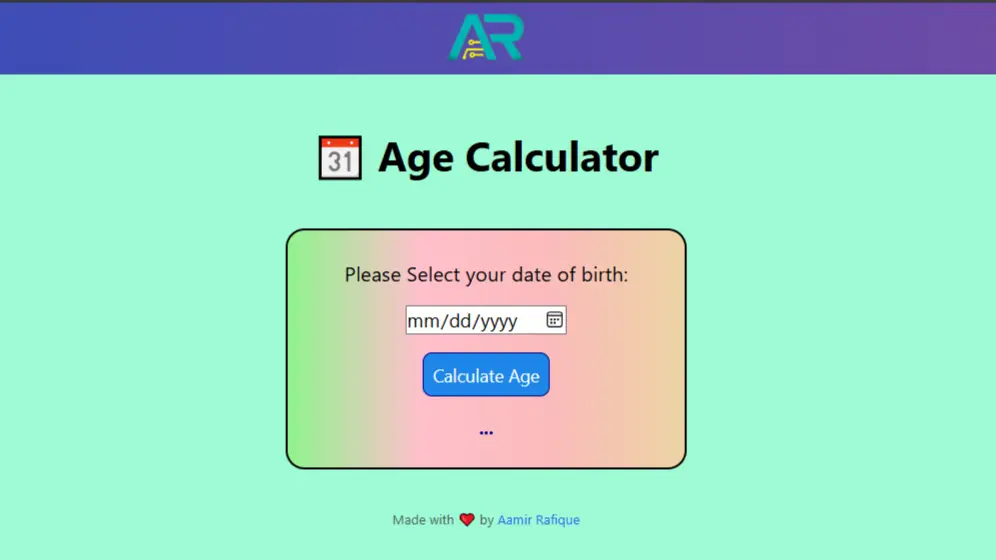 AR
31 Age Calculator
Please Select your date of birth:
mm/dd/yyyy
Calculate Age
...
Made with ❤️ by Aamir Rafique